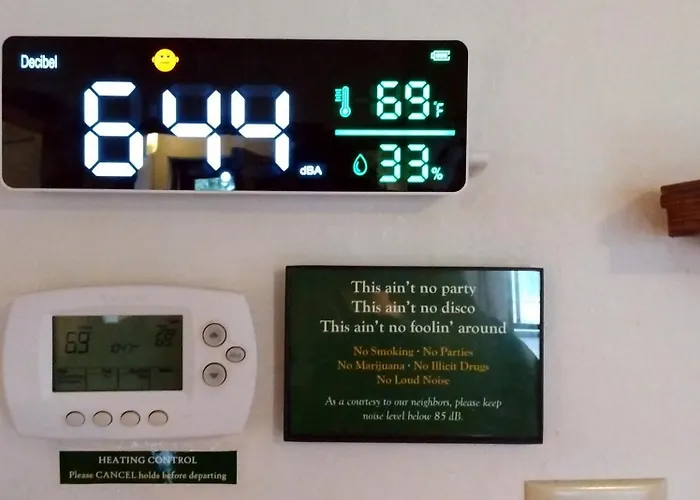 Decibel
64.4 dBA
69 °F
33 %
69
This ain't no party
This ain't no disco
This ain't no foolin' around
No Smoking · No Parties
No Marijuana · No Illicit Drugs
No Loud Noise
As a courtesy to our neighbors, please keep
noise level below 85 dB.
HEATING CONTROL
Please CANCEL holds before departing